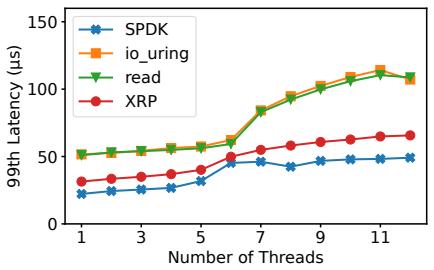 99th Latency (µs)
150
100
50
0
SPDK
io_uring
read
XRP
1 3 5 7 9 11
Number of Threads